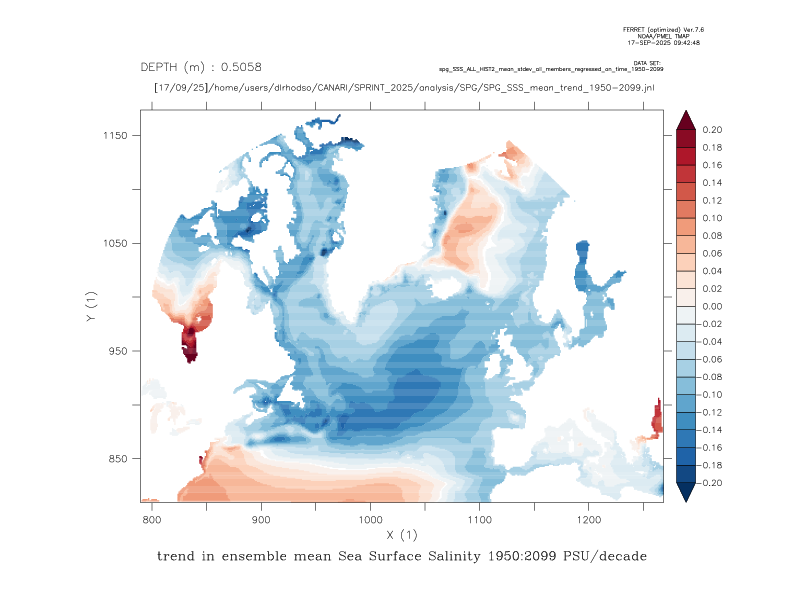 FERRET (optimized) Ver.7.6
NOAA/PMEL TMAP
17-SEP-2025 09:42:48
DEPTH (m) : 0.5058
DATA SET:
spg_SSS_ALL_HIST2_mean_stdev_all_members_regressed_on_time_1950-2099
[17/09/25]/home/users/dlrhodso/CANARI/SPRINT_2025/analysis/SPG/SPG_SSS_mean_trend_1950-2099.jnl
1150
1050
950
850
Y (1)
800 900 1000 1100 1200
X (1)
0.20
0.18
0.16
0.14
0.12
0.10
0.08
0.06
0.04
0.02
0.00
-0.02
-0.04
-0.06
-0.08
-0.10
-0.12
-0.14
-0.16
-0.18
-0.20
trend in ensemble mean Sea Surface Salinity 1950:2099 PSU/decade